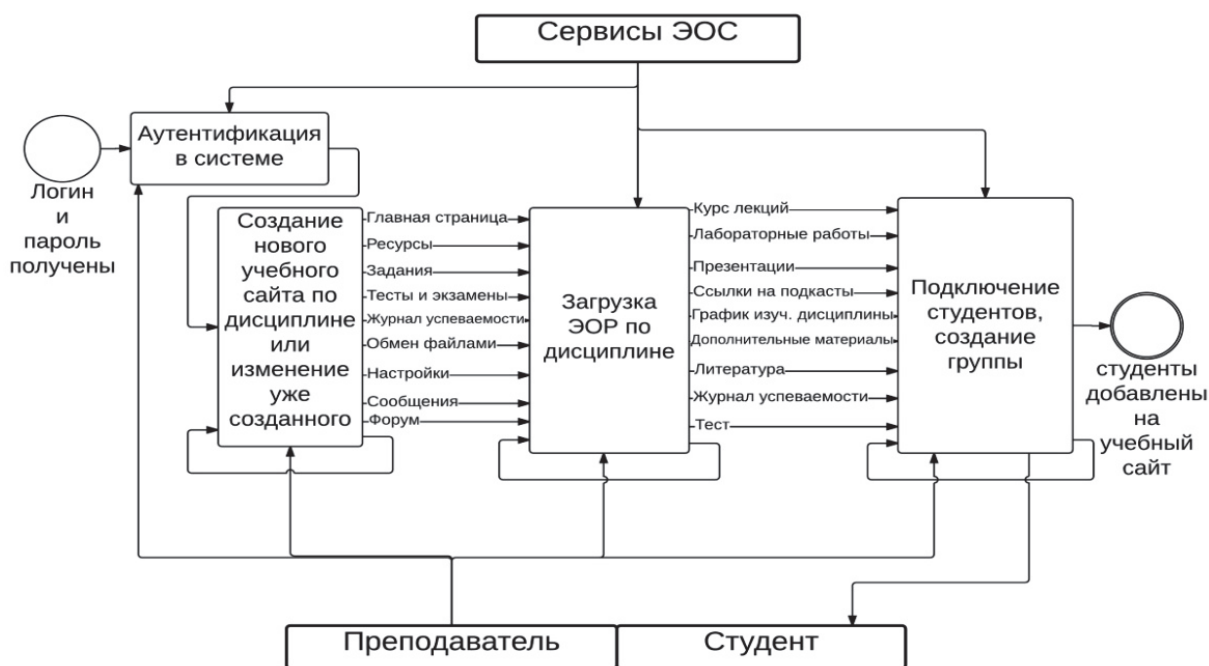 Сервисы ЭОС
Аутентификация
в системе
Логин
и
пароль
получены
Создание
нового
учебного
сайта по
дисциплине
или
изменение
уже
созданного
Главная страница
Ресурсы
Задания
Тесты и экзамены
Журнал успеваемости
Обмен файлами
Настройки
Сообщения
Форум
Загрузка
ЭОР по
дисциплине
Курс лекций
Лабораторные работы
Презентации
Ссылки на подкасты
График изуч. дисциплины
Дополнительные материалы
Литература
Журнал успеваемости
Тест
Подключение
студентов,
создание
группы
студенты
добавлены
на
учебный
сайт
Преподаватель
Студент